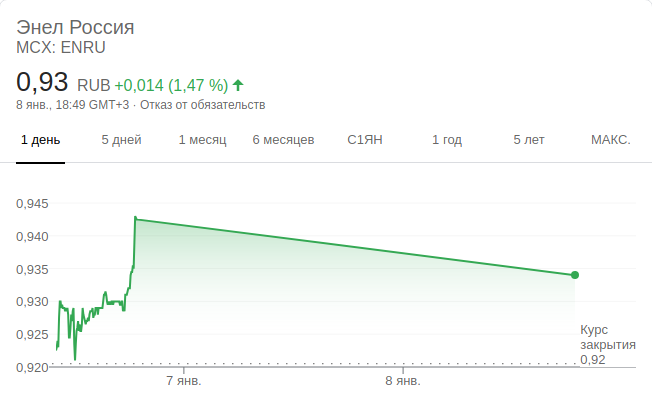 Энел Россия
MCX: ENRU
0,93 RUB +0,014 (1,47 %)
8 янв., 18:49 GMT+3 · Отказ от обязательств
1 день 5 дней 1 месяц 6 месяцев С1ЯН 1 год 5 лет МАКС.
0,945
0,940
0,935
0,930
0,925
0,920
Курс
закрытия
0,92
7 янв. 8 янв.